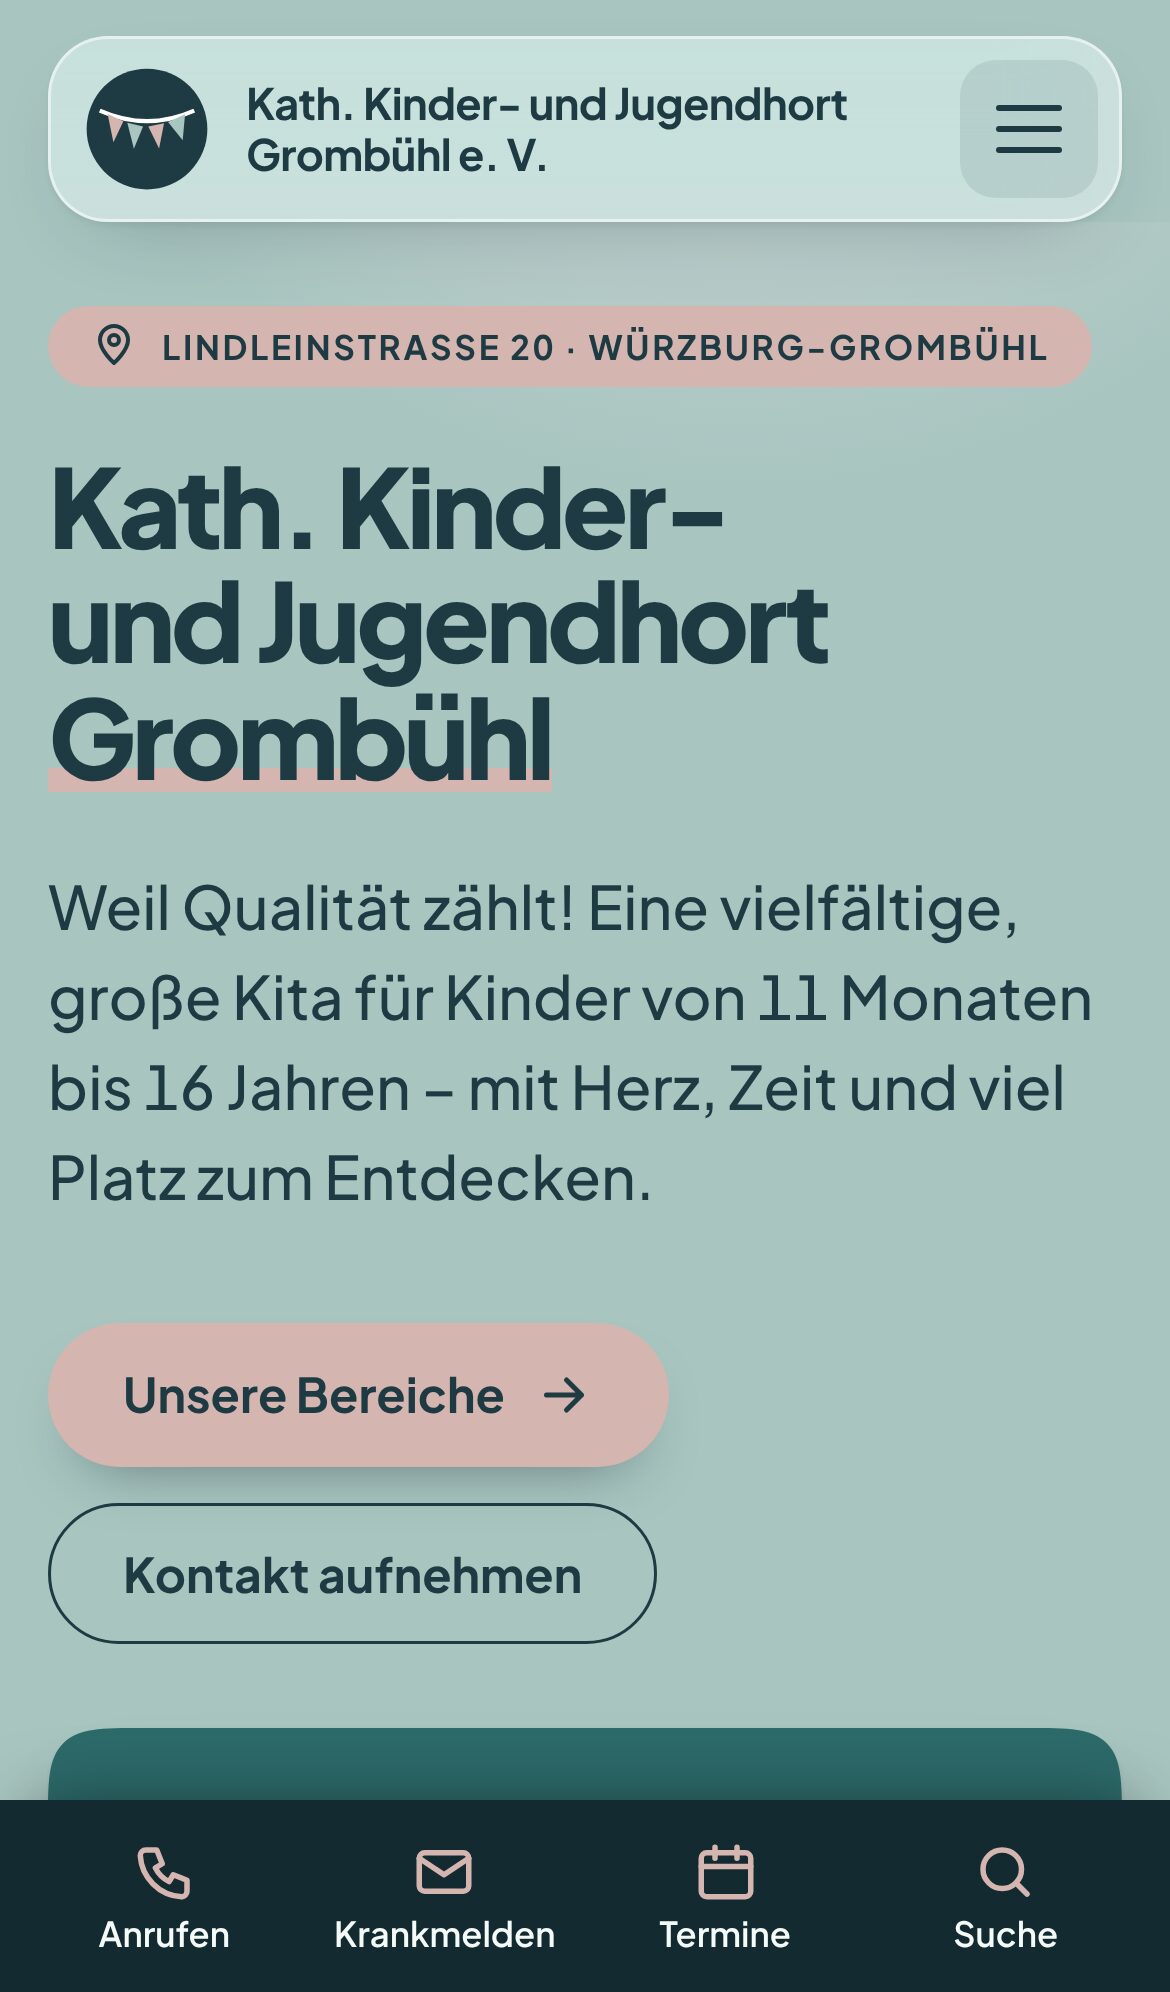 Kath. Kinder- und Jugendhort
Grombühl e. V.
LINDLEINSTRASSE 20 · WÜRZBURG-GROMBÜHL
Kath. Kinder-
und Jugendhort
Grombühl
Weil Qualität zählt! Eine vielfältige,
große Kita für Kinder von 11 Monaten
bis 16 Jahren – mit Herz, Zeit und viel
Platz zum Entdecken.
Unsere Bereiche
Kontakt aufnehmen
Anrufen
Krankmelden
Termine
Suche